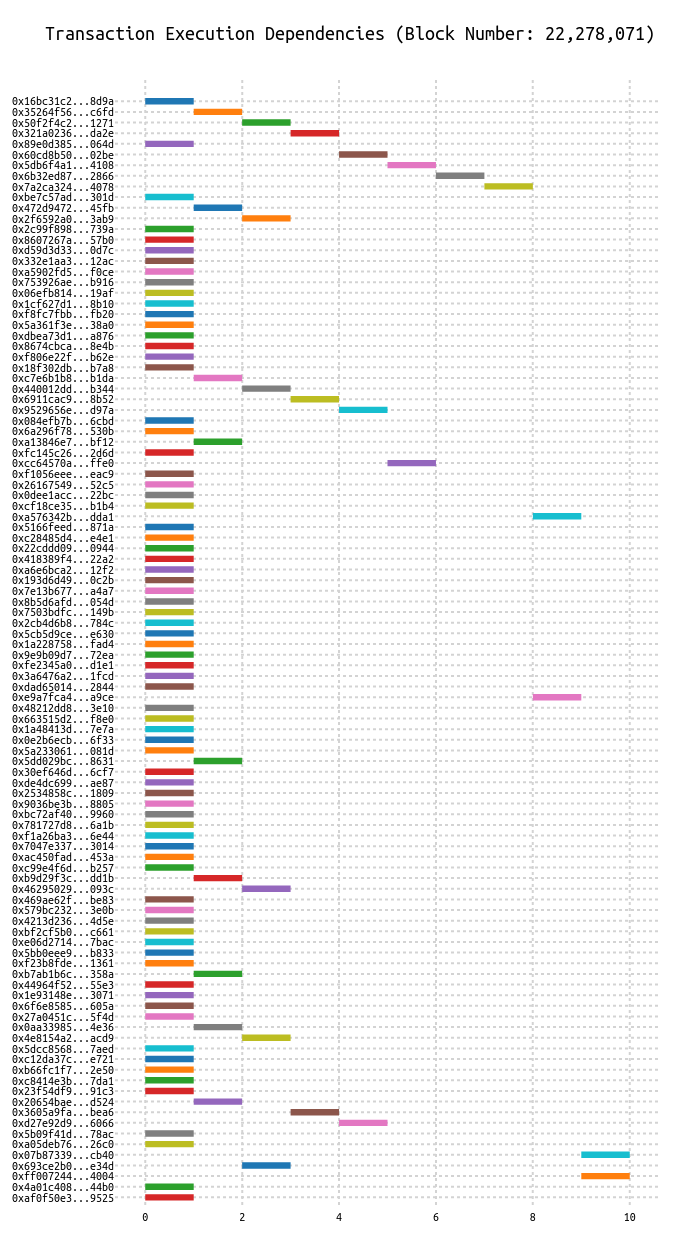 Transaction Execution Dependencies (Block Number: 22,278,071)
0x16bc31c2...8d9a
0x35264f56...c6fd
0x50f2f4c2...1271
0x321a0236...da2e
0x89e0d385...064d
0x60cd8b50...02be
0x5db6f4a1...4108
0x6b32ed87...2866
0x7a2ca324...4078
0xbe7c57ad...301d
0x472d9472...45fb
0x2f6592a0...3ab9
0x2c99f898...739a
0x8607267a...57b0
0xd59d3d33...0d7c
0x332e1aa3...12ac
0xa5902fd5...f0ce
0x753926ae...b916
0x06efb814...19af
0x1cf627d1...8b10
0xf8fc7fbb...fb20
0x5a361f3e...38a0
0xdbea73d1...a876
0x8674cbca...8e4b
0xf806e22f...b62e
0x18f302db...b7a8
0xc7e6b1b8...b1da
0x440012dd...b344
0x6911cac9...8b52
0x9529656e...d97a
0x084efb7b...6cbd
0x6a296f78...530b
0xa13846e7...bf12
0xfc145c26...2d6d
0xcc64570a...ffe0
0xf1056eee...eac9
0x26167549...52c5
0x0dee1acc...22bc
0xcf18ce35...b1b4
0xa576342b...dda1
0x5166feed...871a
0xc28485d4...e4e1
0x22cddd09...0944
0x418389f4...22a2
0xa6e6bca2...12f2
0x193d6d49...0c2b
0x7e13b677...a4a7
0x8b5d6afd...054d
0x7503bdfc...149b
0x2cb4d6b8...784c
0x5cb5d9ce...e630
0x1a228758...fad4
0x9e9b09d7...72ea
0xfe2345a0...d1e1
0x3a6476a2...1fcd
0xdad65014...2844
0xe9a7fca4...a9ce
0x48212dd8...3e10
0x663515d2...f8e0
0x1a48413d...7e7a
0x0e2b6ecb...6f33
0x5a233061...081d
0x5dd029bc...8631
0x30ef646d...6cf7
0xde4dc699...ae87
0x2534858c...1809
0x9036be3b...8805
0xbc72af40...9960
0x781727d8...6a1b
0xf1a26ba3...6e44
0x7047e337...3014
0xac450fad...453a
0xc99e4f6d...b257
0xb9d29f3c...dd1b
0x46295029...093c
0x469ae62f...be83
0x579bc232...3e0b
0x4213d236...4d5e
0xbf2cf5b0...c661
0xe06d2714...7bac
0x5bb0eee9...b833
0xf23b8fde...1361
0xb7ab1b6c...358a
0x44964f52...55e3
0x1e93148e...3071
0x6f6e8585...605a
0x27a0451c...5f4d
0x0aa33985...4e36
0x4e8154a2...acd9
0x5dcc8568...7aed
0xc12da37c...e721
0xb66fc1f7...2e50
0xc8414e3b...7da1
0x23f54df9...91c3
0x20654bae...d524
0x3605a9fa...bea6
0xd27e92d9...6066
0x5b09f41d...78ac
0xa05deb76...26c0
0x07b87339...cb40
0x693ce2b0...e34d
0xff007244...4004
0x4a01c408...44b0
0xaf0f50e3...9525
0 2 4 6 8 10